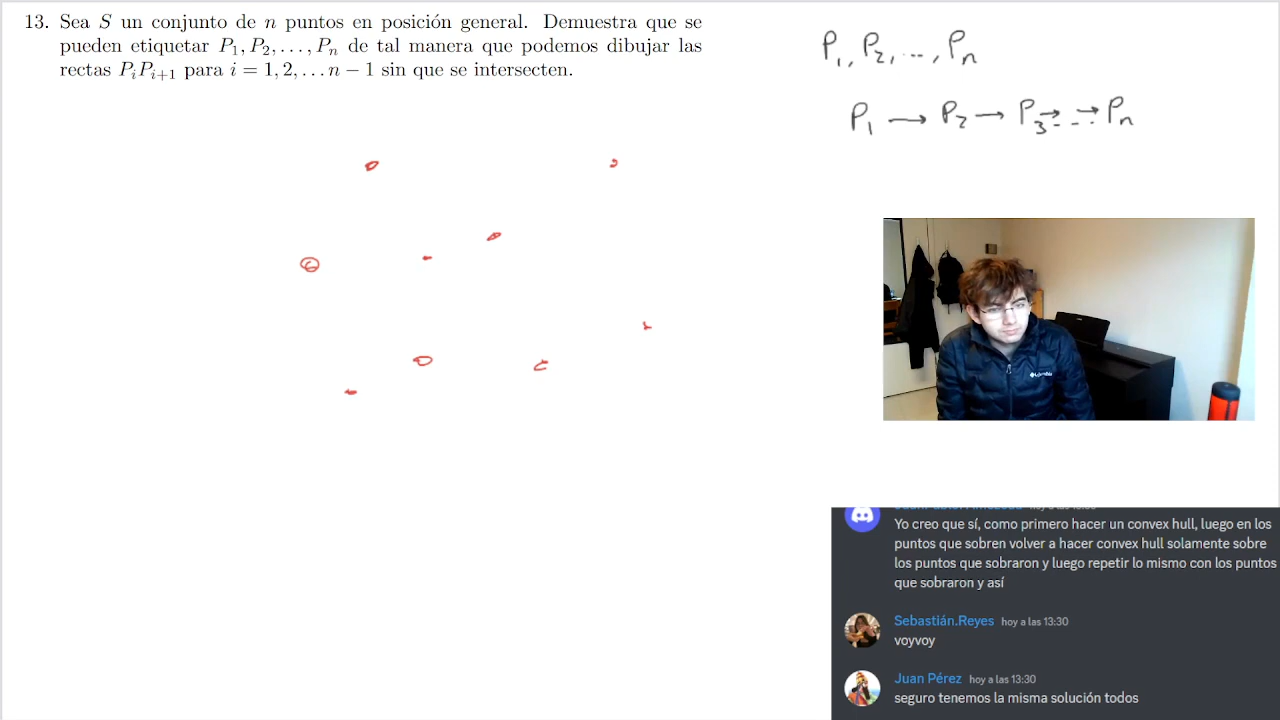 13. Sea S un conjunto de n puntos en posición general. Demuestra que se
pueden etiquetar P₁, P₂, . . . , Pₙ de tal manera que podemos dibujar las
rectas PᵢPᵢ₊₁ para i = 1, 2, . . . n − 1 sin que se intersecten.
P₁, P₂, ..., Pₙ
P₁ → P₂ → P₃ → ... → Pₙ
Columbia
Yo creo que sí, como primero hacer un convex hull, luego en los
puntos que sobren volver a hacer convex hull solamente sobre
los puntos que sobraron y luego repetir lo mismo con los puntos
que sobraron y así
Sebastián.Reyes hoy a las 13:30
voyvoy
Juan Pérez hoy a las 13:30
seguro tenemos la misma solución todos